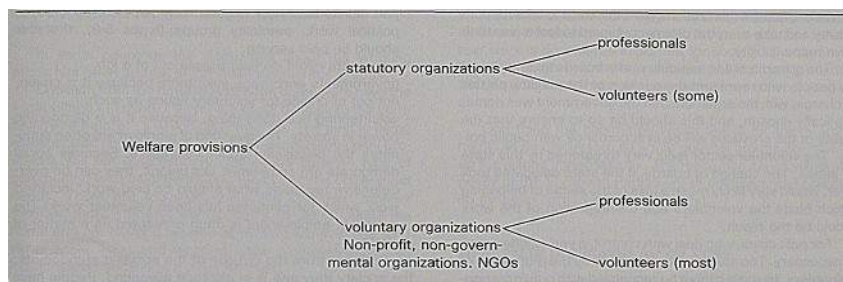 professionals
statutory organizations
volunteers (some)
Welfare provisions
professionals
voluntary organizations
Non-profit, non-govern-
mental organizations. NGOs
volunteers (most)